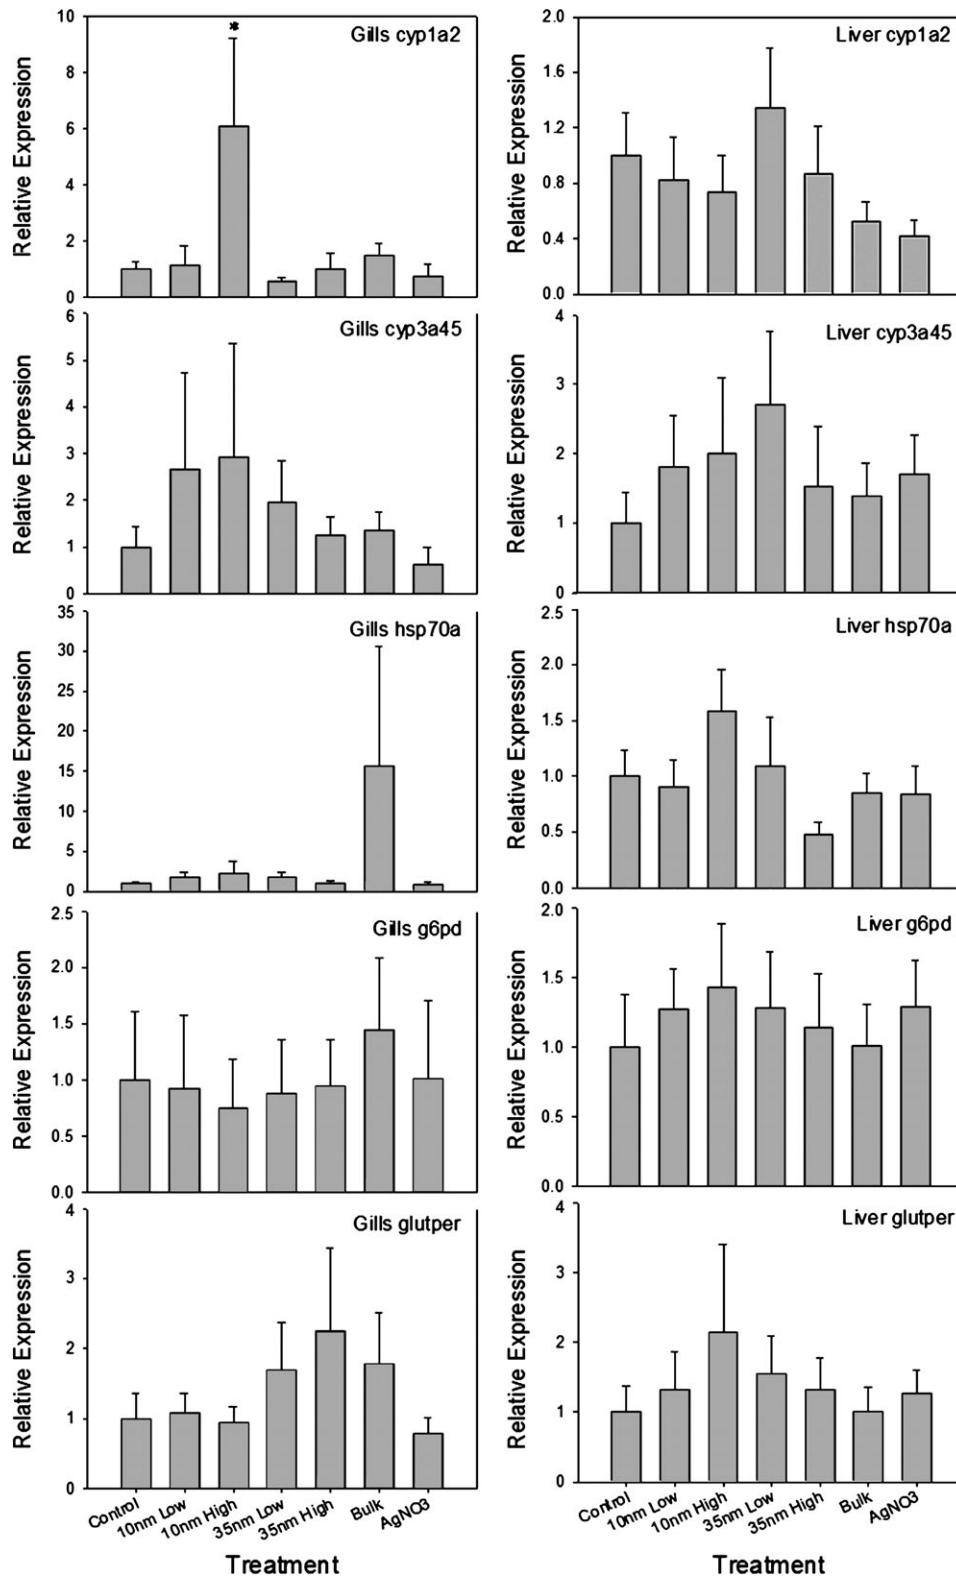 Gills cyp1a2
*
Relative Expression
10
8
6
4
2
0
Liver cyp1a2
Relative Expression
2.0
1.6
1.2
0.8
0.4
0.0
Gills cyp3a45
Relative Expression
6
5
4
3
2
1
0
Liver cyp3a45
Relative Expression
4
3
2
1
0
Gills hsp70a
Relative Expression
35
30
25
20
15
10
5
0
Liver hsp70a
Relative Expression
2.5
2.0
1.5
1.0
0.5
0.0
Gills g6pd
Relative Expression
2.5
2.0
1.5
1.0
0.5
0.0
Liver g6pd
Relative Expression
2.0
1.5
1.0
0.5
0.0
Gills glutper
Relative Expression
4
3
2
1
0
Control
10nm Low
10nm High
35nm Low
35nm High
Bulk
AgNO3
Treatment
Liver glutper
Relative Expression
4
3
2
1
0
Control
10nm Low
10nm High
35nm Low
35nm High
Bulk
AgNO3
Treatment